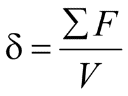 δ = ∑F / V